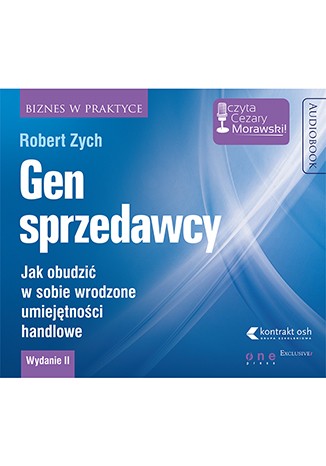 BIZNES W PRAKTYCE
czyta
Cezary
Morawski!
AUDIOBOOK
Robert Zych
Gen
sprzedawcy
Jak obudzić
w sobie wrodzone
umiejętności
handlowe
Wydanie II
kontrakt osh
GRUPA SZKOLENIOWA
one
press
EXCLUSIVE